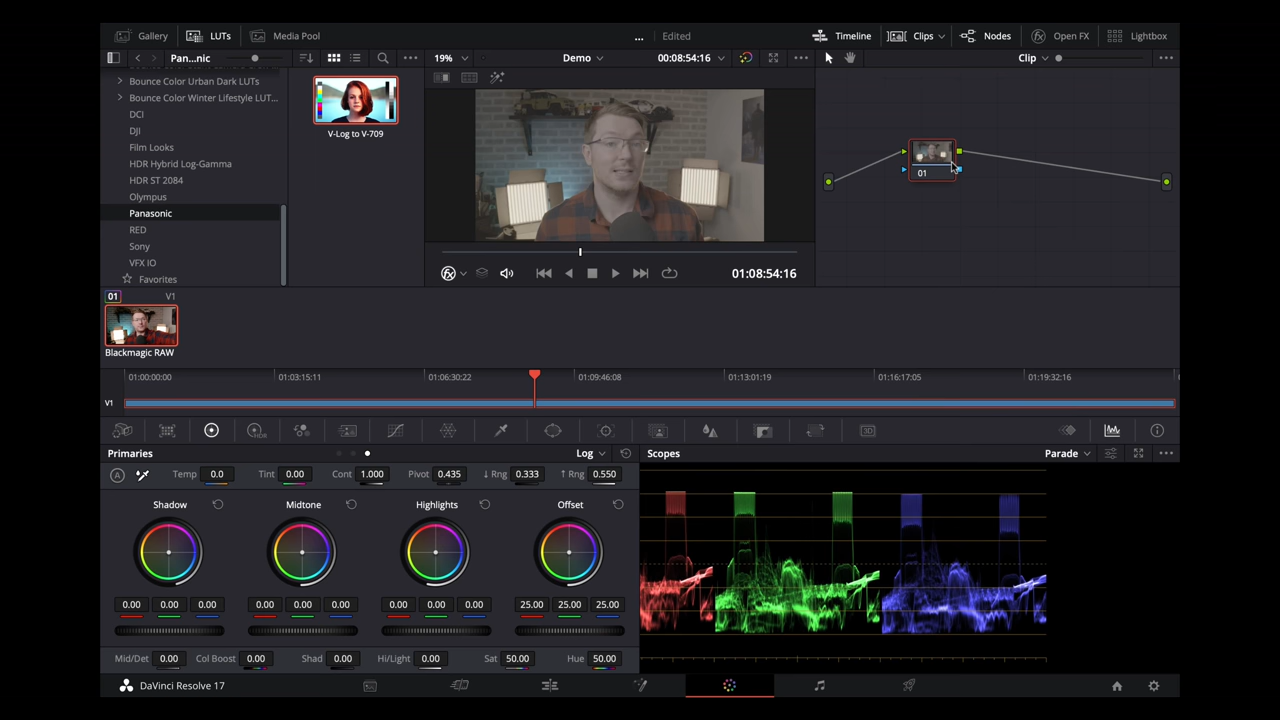 Gallery LUTs Media Pool ... Edited Timeline Clips Nodes Open FX Lightbox
Pan...nic ... 19% Demo 00:08:54:16 ... Clip ...
Bounce Color Urban Dark LUTs
Bounce Color Winter Lifestyle LUT...
DCI
DJI
Film Looks
HDR Hybrid Log-Gamma
HDR ST 2084
Olympus
Panasonic
RED
Sony
VFX IO
Favorites
V-Log to V-709
01
01:08:54:16
01 V1
Blackmagic RAW
01:00:00:00 01:03:15:11 01:06:30:22 01:09:46:08 01:13:01:19 01:16:17:05 01:19:32:16
V1
HDR 3D
Primaries Log Scopes Parade ...
A Temp 0.0 Tint 0.00 Cont 1.000 Pivot 0.435 ↓ Rng 0.333 ↑ Rng 0.550
Shadow Midtone Highlights Offset
0.00 0.00 0.00 0.00 0.00 0.00 0.00 0.00 0.00 25.00 25.00 25.00
Mid/Det 0.00 Col Boost 0.00 Shad 0.00 Hi/Light 0.00 Sat 50.00 Hue 50.00
DaVinci Resolve 17